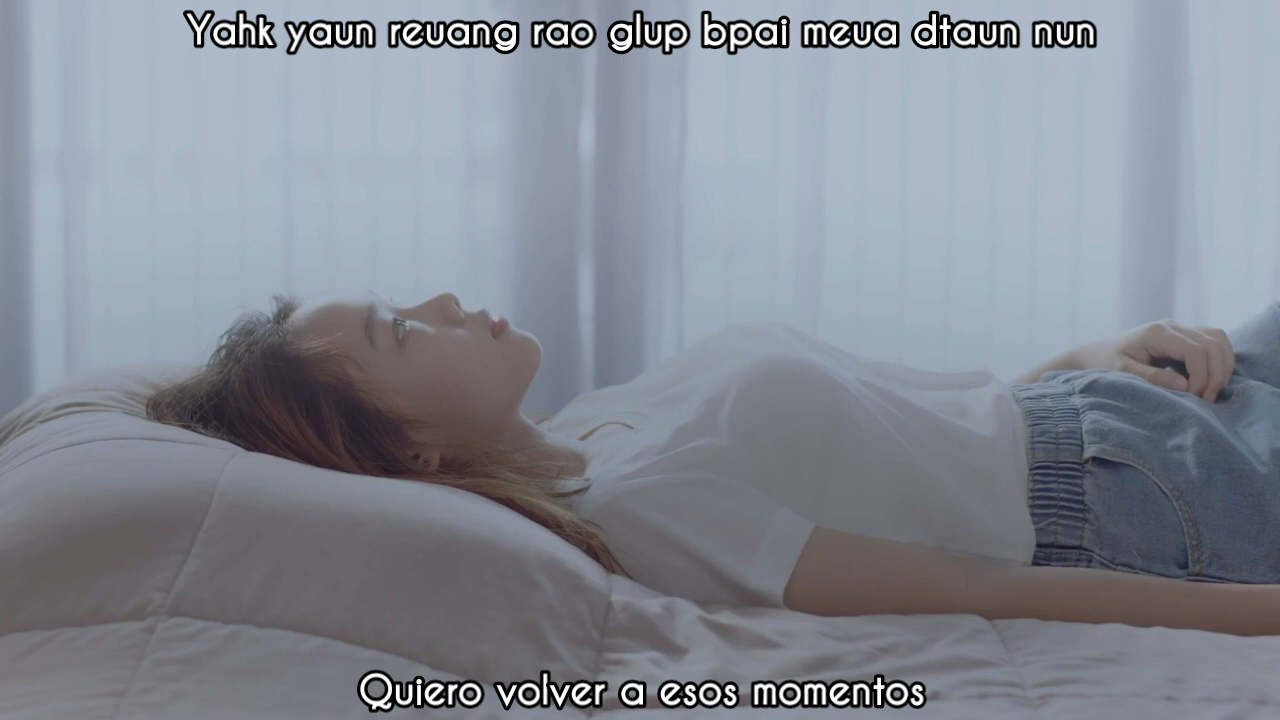 Yahk yaun reuang rao glup bpai meua dtaun nun
Quiero volver a esos momentos